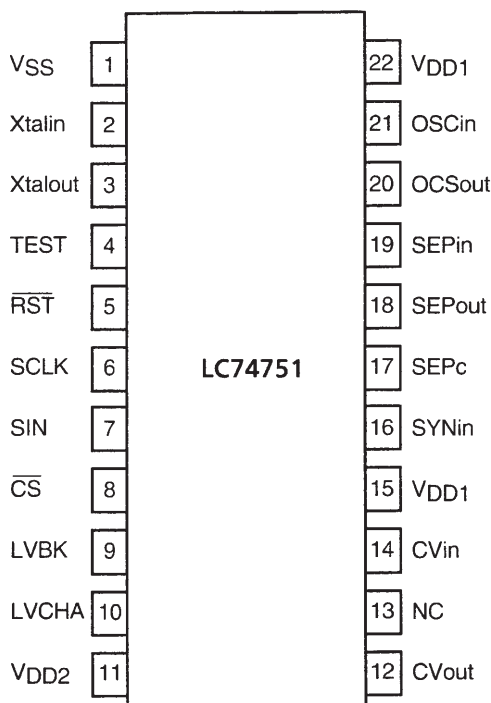 VSS 1 22 VDD1
Xtalin 2 21 OSCin
Xtalout 3 20 OCSout
TEST 4 19 SEPin
R̅S̅T̅ 5 18 SEPout
SCLK 6 17 SEPc
LC74751
SIN 7 16 SYNin
C̅S̅ 8 15 VDD1
LVBK 9 14 CVin
LVCHA 10 13 NC
VDD2 11 12 CVout